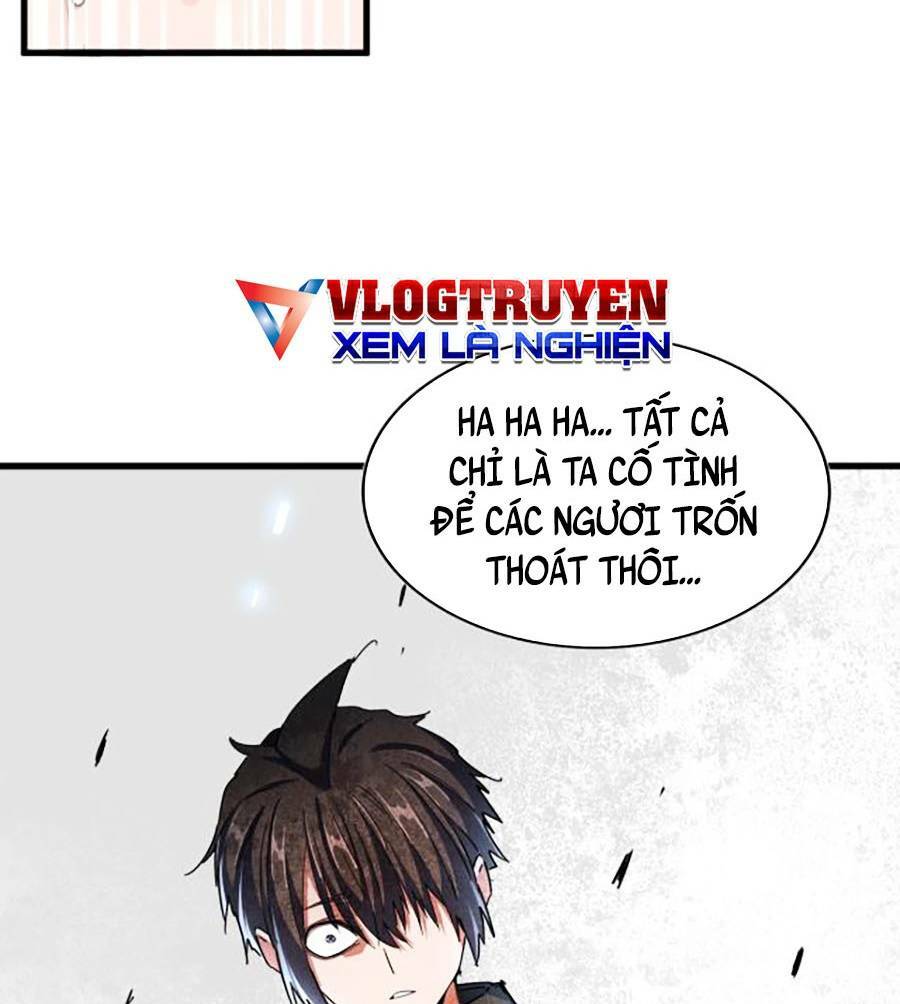 VLOGTRUYEN
XEM LÀ NGHIỆN
HA HA HA... TẤT CẢ
CHỈ LÀ TA CỐ TÌNH
ĐỂ CÁC NGƯƠI TRỐN
THOÁT THÔI...